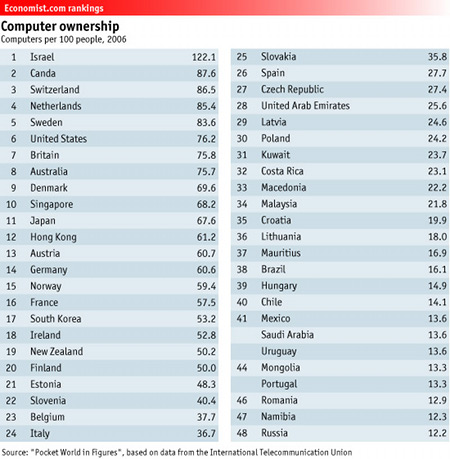 Economist.com rankings
Computer ownership
Computers per 100 people, 2006
1 Israel 122.1
2 Canda 87.6
3 Switzerland 86.5
4 Netherlands 85.4
5 Sweden 83.6
6 United States 76.2
7 Britain 75.8
8 Australia 75.7
9 Denmark 69.6
10 Singapore 68.2
11 Japan 67.6
12 Hong Kong 61.2
13 Austria 60.7
14 Germany 60.6
15 Norway 59.4
16 France 57.5
17 South Korea 53.2
18 Ireland 52.8
19 New Zealand 50.2
20 Finland 50.0
21 Estonia 48.3
22 Slovenia 40.4
23 Belgium 37.7
24 Italy 36.7
25 Slovakia 35.8
26 Spain 27.7
27 Czech Republic 27.4
28 United Arab Emirates 25.6
29 Latvia 24.6
30 Poland 24.2
31 Kuwait 23.7
32 Costa Rica 23.1
33 Macedonia 22.2
34 Malaysia 21.8
35 Croatia 19.9
36 Lithuania 18.0
37 Mauritius 16.9
38 Brazil 16.1
39 Hungary 14.9
40 Chile 14.1
41 Mexico 13.6
Saudi Arabia 13.6
Uruguay 13.6
44 Mongolia 13.3
Portugal 13.3
46 Romania 12.9
47 Namibia 12.3
48 Russia 12.2
Source: "Pocket World in Figures", based on data from the International Telecommunication Union